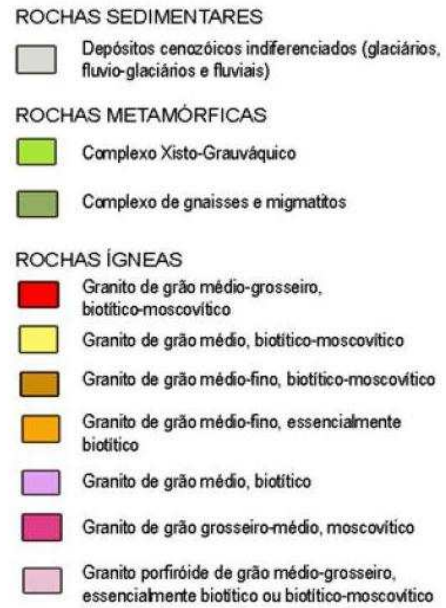 ROCHAS SEDIMENTARES
Depósitos cenozóicos indiferenciados (glaciários,
fluvio-glaciários e fluviais)
ROCHAS METAMÓRFICAS
Complexo Xisto-Grauváquico
Complexo de gnaisses e migmatitos
ROCHAS ÍGNEAS
Granito de grão médio-grosseiro,
biotítico-moscovítico
Granito de grão médio, biotítico-moscovítico
Granito de grão médio-fino, biotítico-moscovítico
Granito de grão médio-fino, essencialmente
biotítico
Granito de grão médio, biotítico
Granito de grão grosseiro-médio, moscovítico
Granito porfiróide de grão médio-grosseiro,
essencialmente biotítico ou biotítico-moscovítico